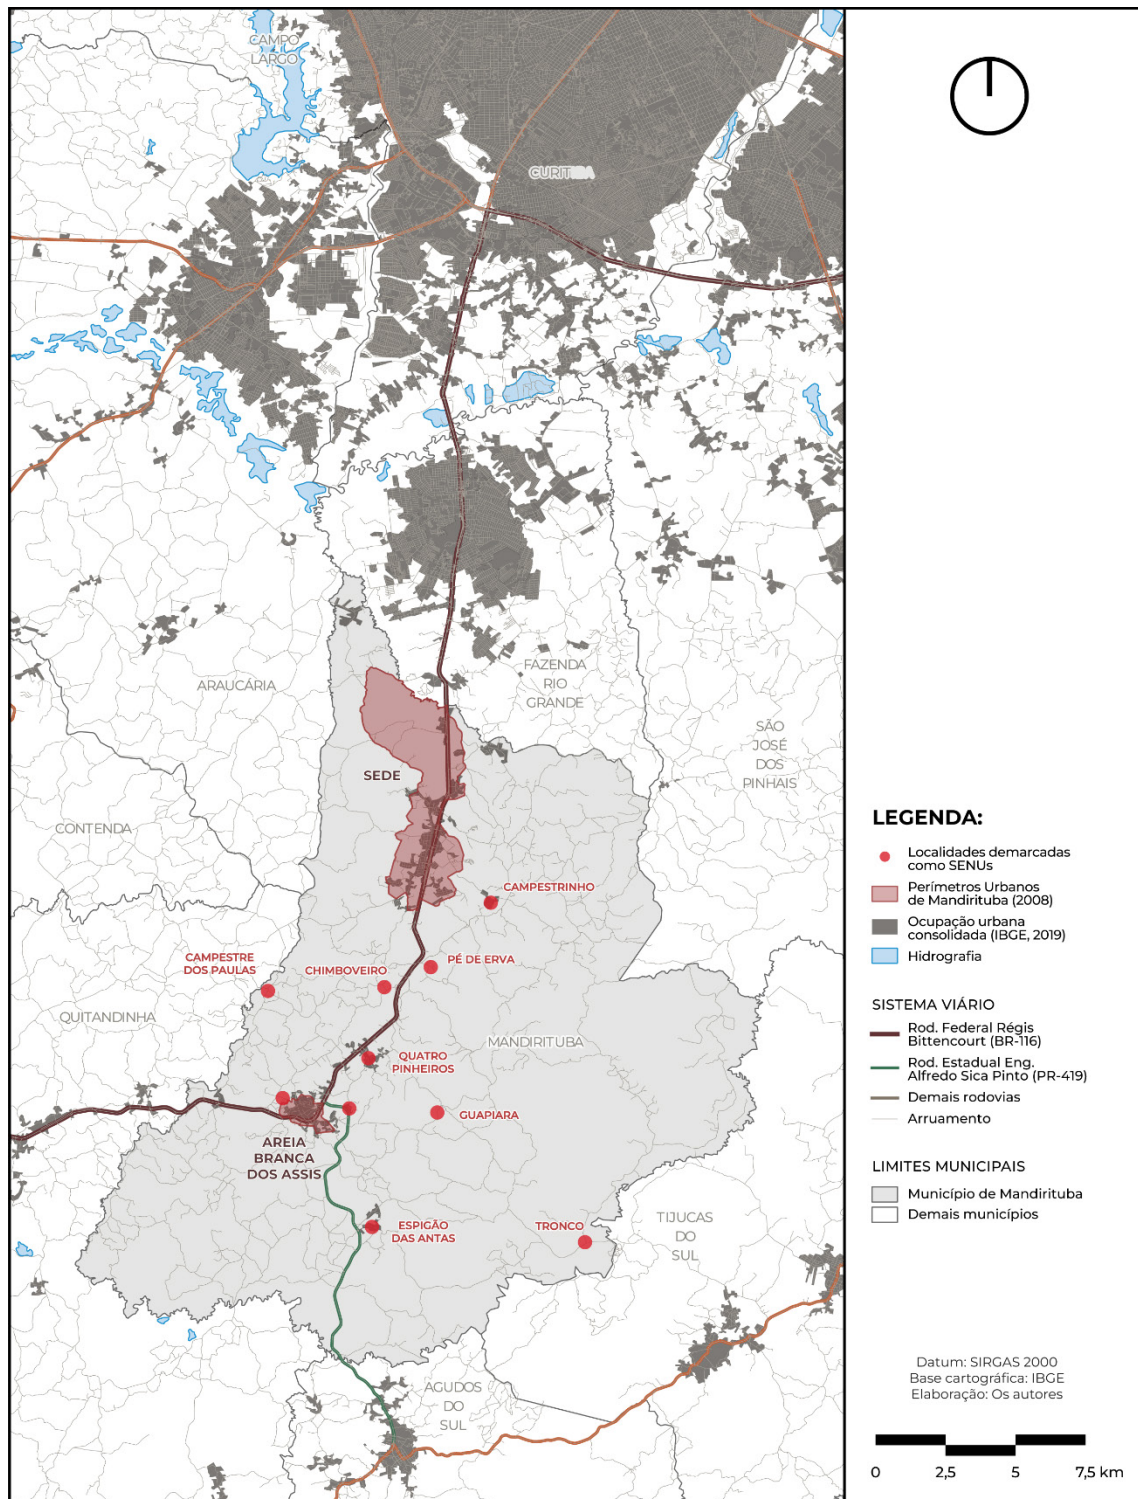 CAMPO
LARGO
CURITIBA
ARAUCÁRIA
FAZENDA
RIO
GRANDE
SÃO
JOSÉ
DOS
PINHAIS
SEDE
CONTENDA
CAMPESTRINHO
CAMPESTRE
DOS PAULAS
CHIMBOVEIRO
PÉ DE ERVA
QUITANDINHA
MANDIRITUBA
QUATRO
PINHEIROS
GUAPIARA
AREIA
BRANCA
DOS ASSIS
ESPIGÃO
DAS ANTAS
TRONCO
TIJUCAS
DO
SUL
AGUDOS
DO
SUL
LEGENDA:
Localidades demarcadas
como SENUs
Perímetros Urbanos
de Mandirituba (2008)
Ocupação urbana
consolidada (IBGE, 2019)
Hidrografia
SISTEMA VIÁRIO
Rod. Federal Régis
Bittencourt (BR-116)
Rod. Estadual Eng.
Alfredo Sica Pinto (PR-419)
Demais rodovias
Arruamento
LIMITES MUNICIPAIS
Município de Mandirituba
Demais municípios
Datum: SIRGAS 2000
Base cartográfica: IBGE
Elaboração: Os autores
0 2,5 5 7,5 km